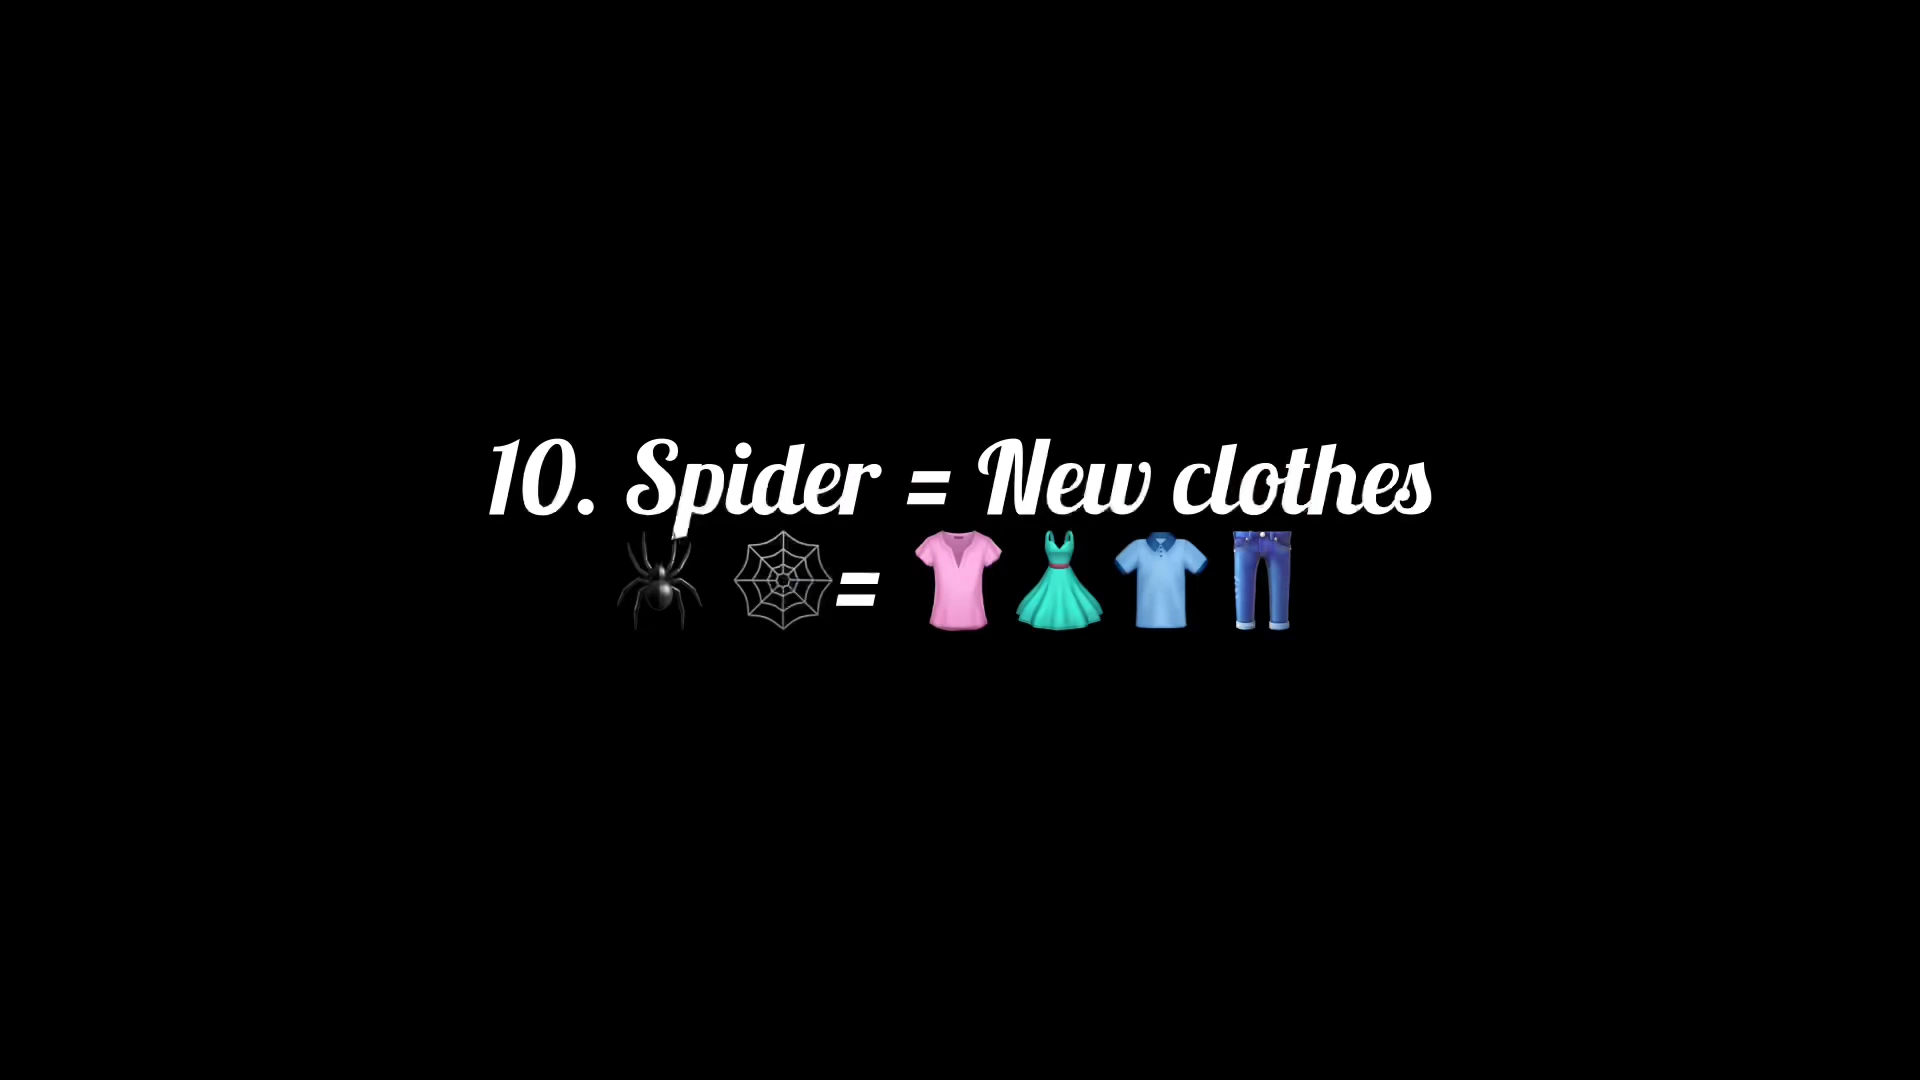 10. Spider = New clothes
🕷 🕸= 👚👗👕👖